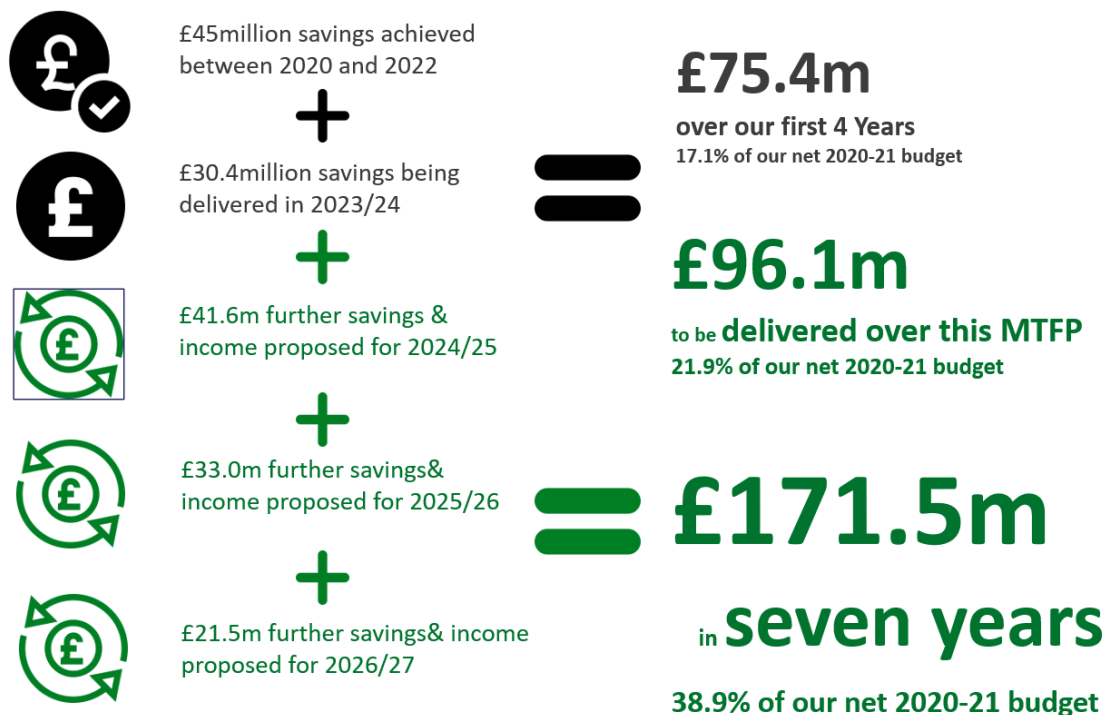 £45million savings achieved
between 2020 and 2022
+
£30.4million savings being
delivered in 2023/24
+
£41.6m further savings &
income proposed for 2024/25
+
£33.0m further savings&
income proposed for 2025/26
+
£21.5m further savings& income
proposed for 2026/27
=
£75.4m
over our first 4 Years
17.1% of our net 2020-21 budget
£96.1m
to be delivered over this MTFP
21.9% of our net 2020-21 budget
=
£171.5m
in seven years
38.9% of our net 2020-21 budget
£
£
£
£
£